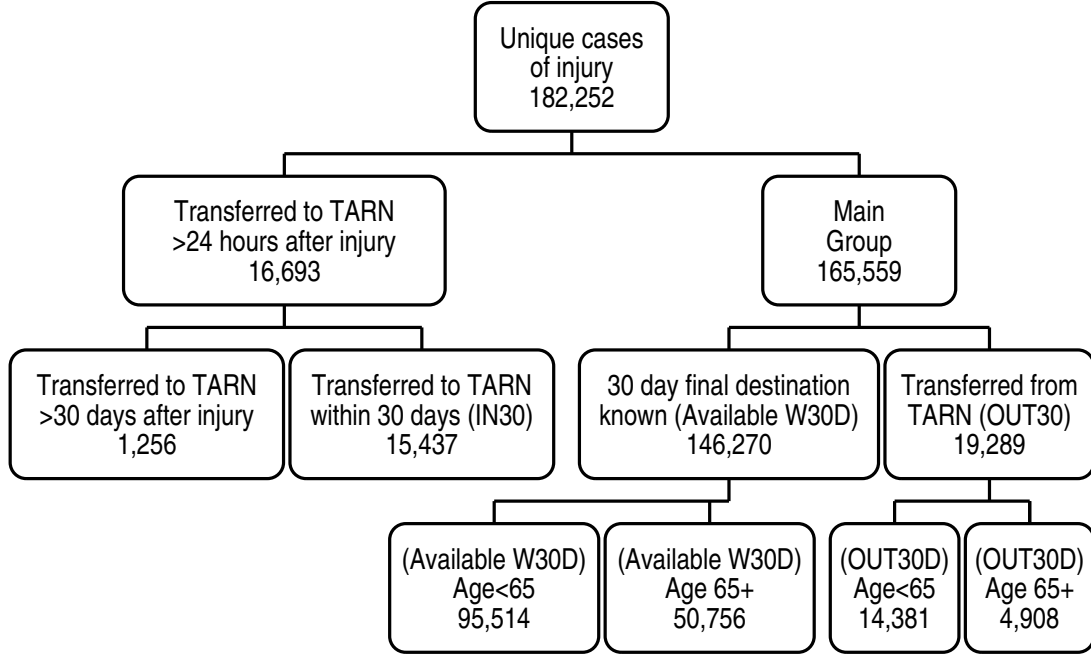 Unique cases
of injury
182,252
Transferred to TARN
>24 hours after injury
16,693
Main
Group
165,559
Transferred to TARN
>30 days after injury
1,256
Transferred to TARN
within 30 days (IN30)
15,437
30 day final destination
known (Available W30D)
146,270
Transferred from
TARN (OUT30)
19,289
(Available W30D)
Age<65
95,514
(Available W30D)
Age 65+
50,756
(OUT30D)
Age<65
14,381
(OUT30D)
Age 65+
4,908